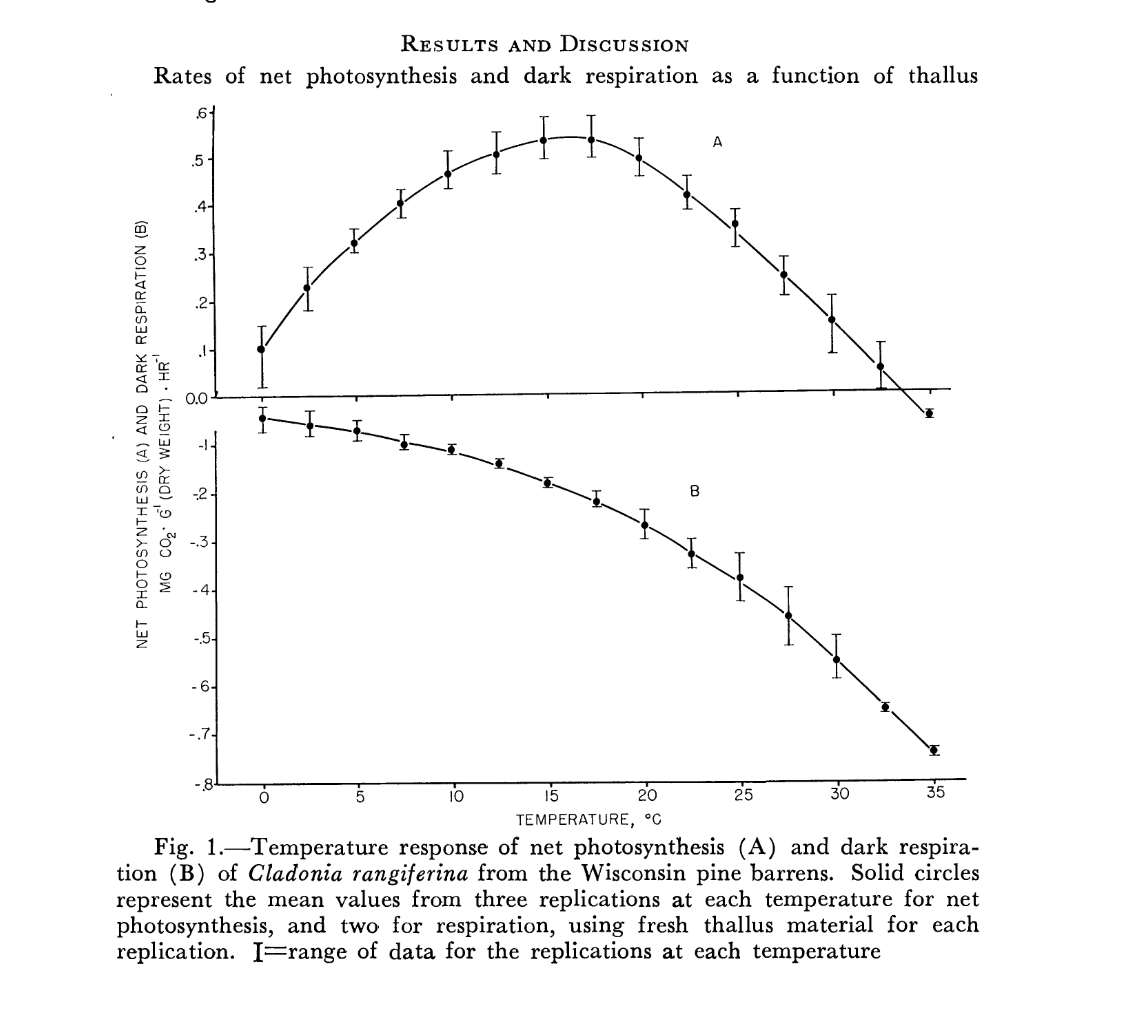 RESULTS AND DISCUSSION
Rates of net photosynthesis and dark respiration as a function of thallus
.6
.5
.4
.3
.2
.1
0.0
-.1
-.2
-.3
-.4
-.5
-.6
-.7
-.8
A
B
NET PHOTOSYNTHESIS (A) AND DARK RESPIRATION (B)
MG CO2· G-1(DRY WEIGHT) · HR-1
0 5 10 15 20 25 30 35
TEMPERATURE, °C
Fig. 1.—Temperature response of net photosynthesis (A) and dark respira-
tion (B) of Cladonia rangiferina from the Wisconsin pine barrens. Solid circles
represent the mean values from three replications at each temperature for net
photosynthesis, and two for respiration, using fresh thallus material for each
replication. I=range of data for the replications at each temperature